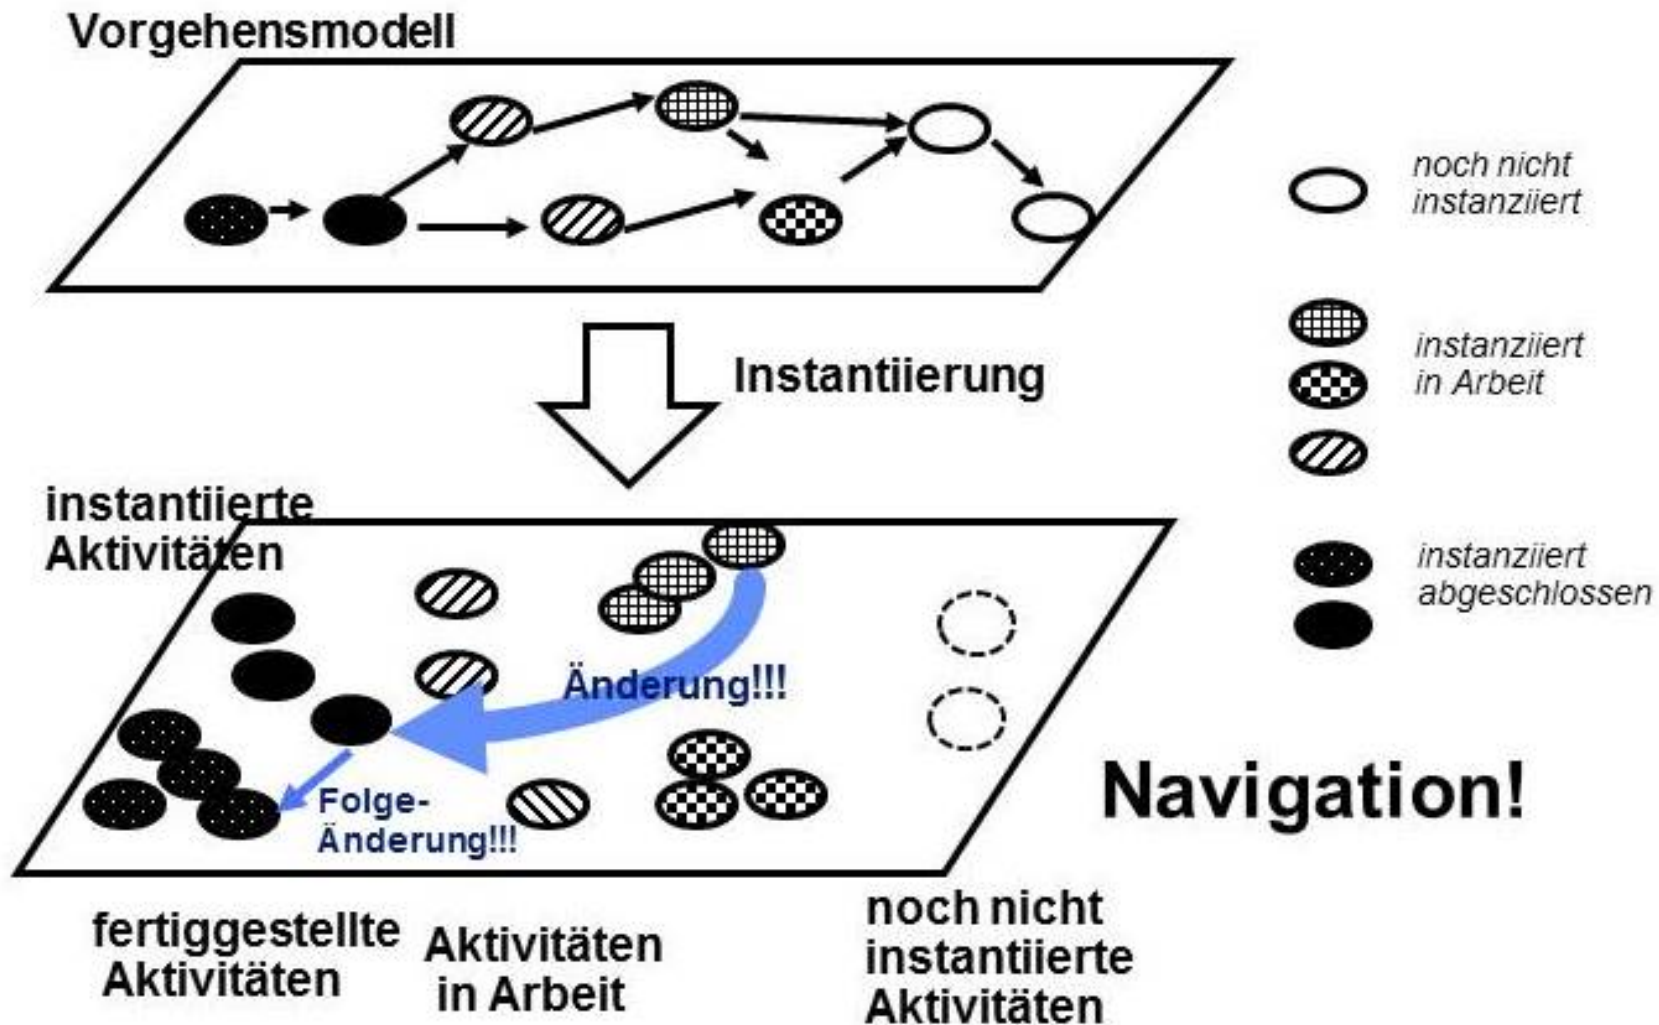 Vorgehensmodell
noch nicht
instanziiert
instanziiert
in Arbeit
Instantiierung
instantiierte
Aktivitäten
instanziiert
abgeschlossen
Änderung!!!
Folge-
Änderung!!!
Navigation!
fertiggestellte
Aktivitäten
Aktivitäten
in Arbeit
noch nicht
instantiierte
Aktivitäten